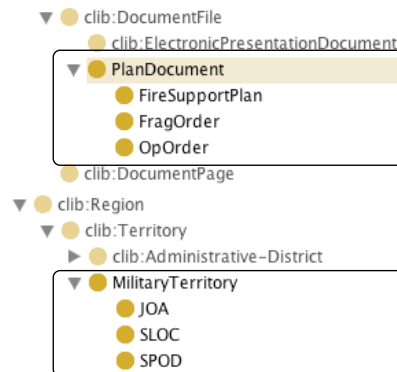 clib:DocumentFile
clib:ElectronicPresentationDocument
PlanDocument
FireSupportPlan
FragOrder
OpOrder
clib:DocumentPage
clib:Region
clib:Territory
clib:Administrative-District
MilitaryTerritory
JOA
SLOC
SPOD